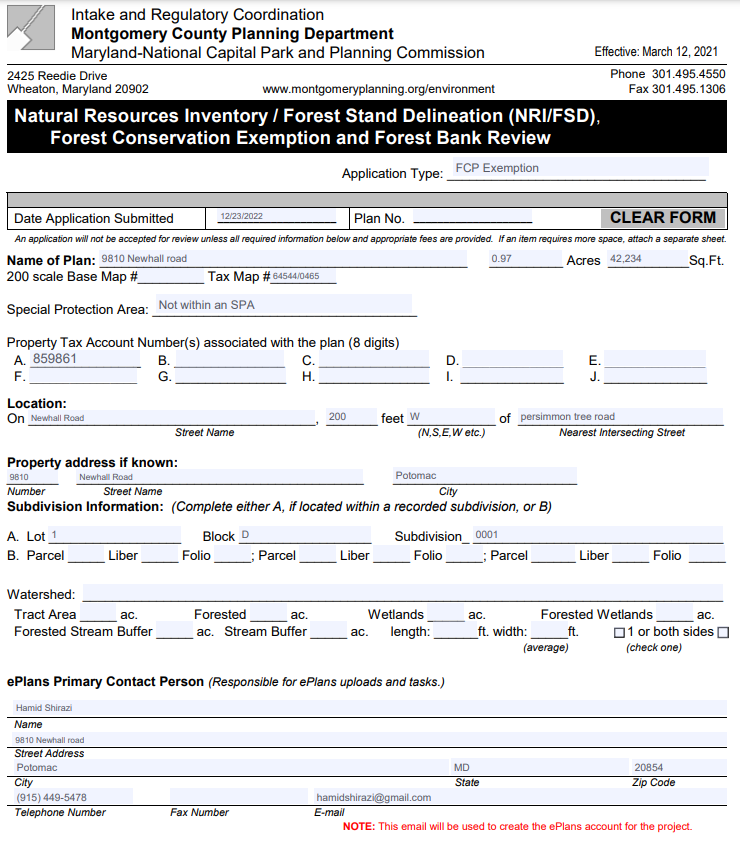 Intake and Regulatory Coordination
Montgomery County Planning Department
Maryland-National Capital Park and Planning Commission
Effective: March 12, 2021
2425 Reedie Drive
Phone 301.495.4550
Wheaton, Maryland 20902 www.montgomeryplanning.org/environment Fax 301.495.1306
Natural Resources Inventory / Forest Stand Delineation (NRI/FSD),
Forest Conservation Exemption and Forest Bank Review
Application Type: FCP Exemption
Date Application Submitted 12/23/2022 Plan No. CLEAR FORM
An application will not be accepted for review unless all required information below and appropriate fees are provided. If an item requires more space, attach a separate sheet.
Name of Plan: 9810 Newhall road 0.97 Acres 42,234 Sq.Ft.
200 scale Base Map # Tax Map # 64544/0465
Special Protection Area: Not within an SPA
Property Tax Account Number(s) associated with the plan (8 digits)
A. 859861 B. C. D. E.
F. G. H. I. J.
Location:
On Newhall Road, 200 feet W of persimmon tree road
Street Name (N,S,E,W etc.) Nearest Intersecting Street
Property address if known:
9810 Newhall Road Potomac
Number Street Name City
Subdivision Information: (Complete either A, if located within a recorded subdivision, or B)
A. Lot 1 Block D Subdivision 0001
B. Parcel Liber Folio ; Parcel Liber Folio ; Parcel Liber Folio
Watershed:
Tract Area ac. Forested ac. Wetlands ac. Forested Wetlands ac.
Forested Stream Buffer ac. Stream Buffer ac. length: ft. width: ft. 1 or both sides
(average) (check one)
ePlans Primary Contact Person (Responsible for ePlans uploads and tasks.)
Hamid Shirazi
Name
9810 Newhall road
Street Address
Potomac MD 20854
City State Zip Code
(915) 449-5478 hamidshirazi@gmail.com
Telephone Number Fax Number E-mail
NOTE: This email will be used to create the ePlans account for the project.